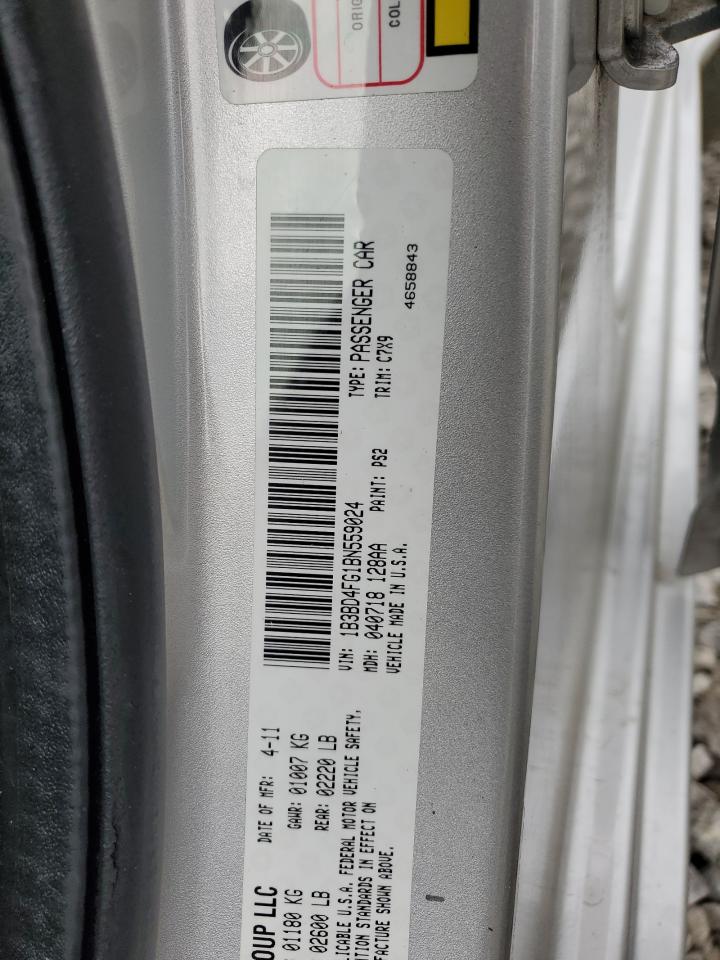 ORIG
COL
OUP LLC
DATE OF MFR: 4-11
01180 KG GAWR: 01007 KG
02600 LB REAR: 02220 LB
ICABLE U.S.A. FEDERAL MOTOR VEHICLE SAFETY,
TION STANDARDS IN EFFECT ON
FACTURE SHOWN ABOVE.
VIN: 1B3BD4FG1BN559024 TYPE: PASSENGER CAR
MDH: 040718 128AA PAINT: PS2 TRIM: C7X9
VEHICLE MADE IN U.S.A.
4658843